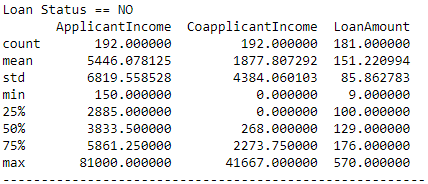 Loan Status == NO
ApplicantIncome CoapplicantIncome LoanAmount
count 192.000000 192.000000 181.000000
mean 5446.078125 1877.807292 151.220994
std 6819.558528 4384.060103 85.862783
min 150.000000 0.000000 9.000000
25% 2885.000000 0.000000 100.000000
50% 3833.500000 268.000000 129.000000
75% 5861.250000 2273.750000 176.000000
max 81000.000000 41667.000000 570.000000
-----------------------------------------------------